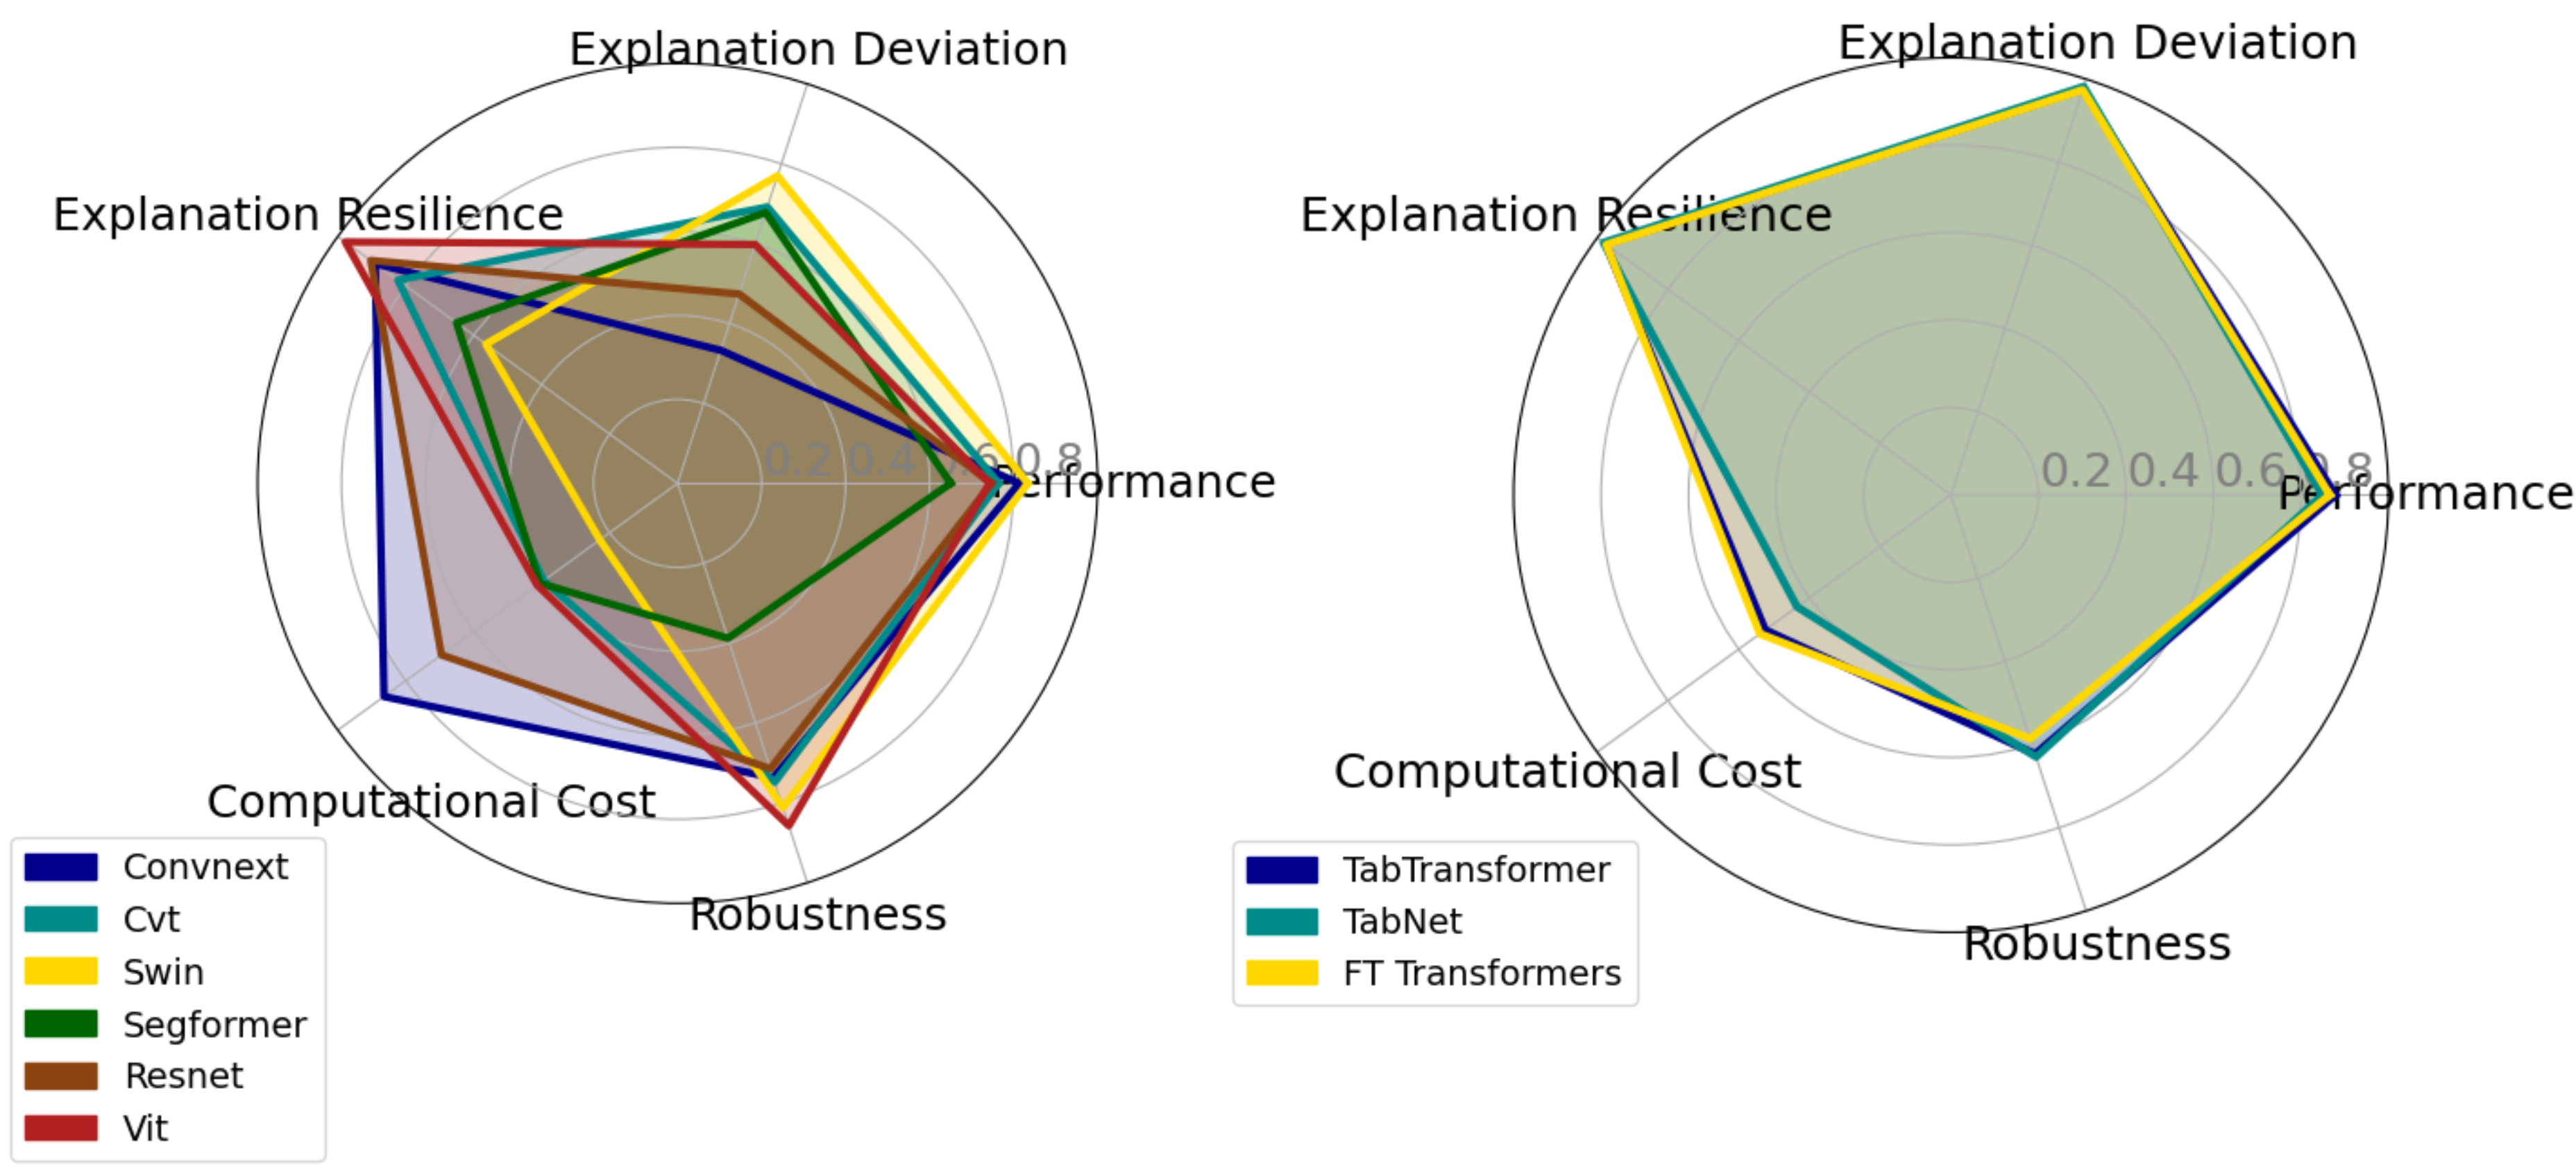 Explanation Deviation
Explanation Resilience
0.2 0.4 0.6 0.8
Performance
Computational Cost
Robustness
Convnext
Cvt
Swin
Segformer
Resnet
Vit
Explanation Deviation
Explanation Resilience
0.2 0.4 0.6 0.8
Performance
Computational Cost
Robustness
TabTransformer
TabNet
FT Transformers